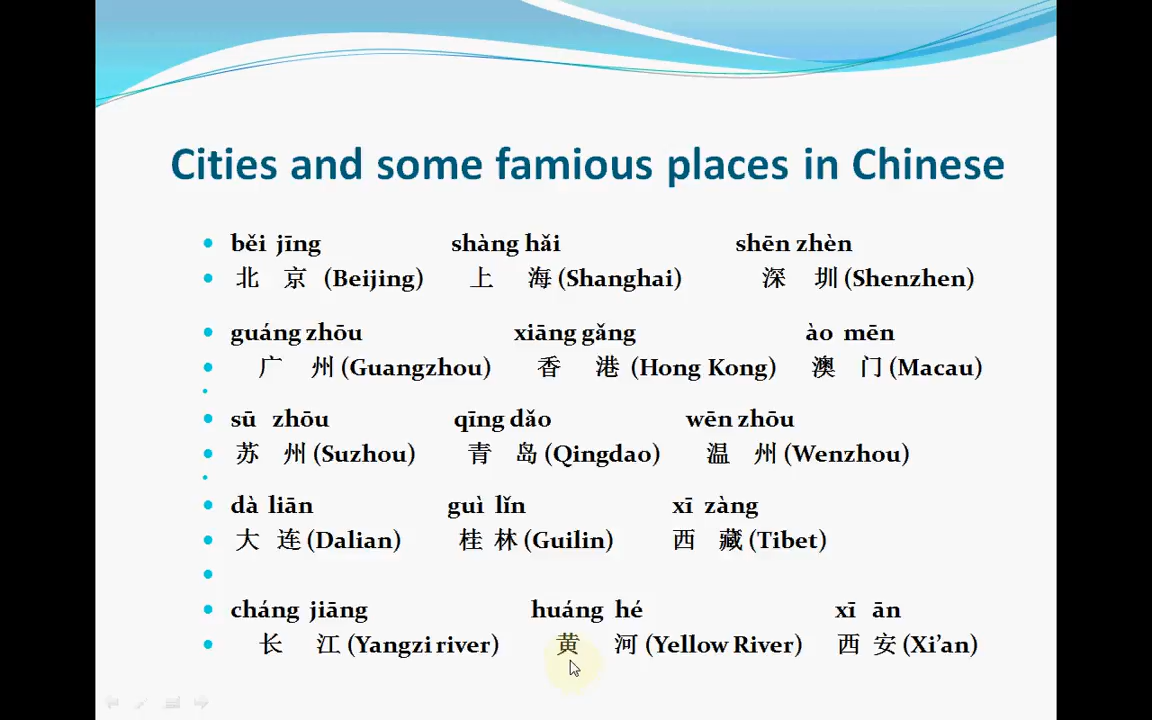 Cities and some famious places in Chinese
běi jīng shàng hǎi shēn zhèn
北 京 (Beijing) 上 海 (Shanghai) 深 圳 (Shenzhen)
guáng zhōu xiāng gǎng ào mēn
广 州 (Guangzhou) 香 港 (Hong Kong) 澳 门 (Macau)
sū zhōu qīng dǎo wēn zhōu
苏 州 (Suzhou) 青 岛 (Qingdao) 温 州 (Wenzhou)
dà liān guì lǐn xī zàng
大 连 (Dalian) 桂 林 (Guilin) 西 藏 (Tibet)
cháng jiāng huáng hé xī ān
长 江 (Yangzi river) 黄 河 (Yellow River) 西 安 (Xi’an)